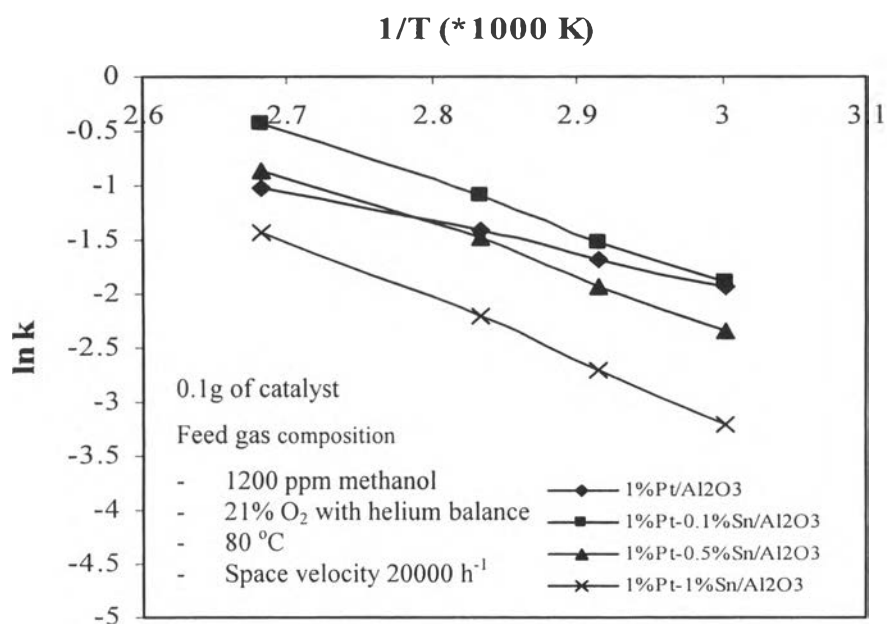 1/T (*1000 K)
0
2.6 2.7 2.8 2.9 3 3.1
-0.5
-1
-1.5
-2
-2.5
-3
-3.5
-4
-4.5
-5
ln k
0.1g of catalyst
Feed gas composition
- 1200 ppm methanol
- 21% O₂ with helium balance
- 80 °C
- Space velocity 20000 h⁻¹
1%Pt/Al2O3
1%Pt-0.1%Sn/Al2O3
1%Pt-0.5%Sn/Al2O3
1%Pt-1%Sn/Al2O3